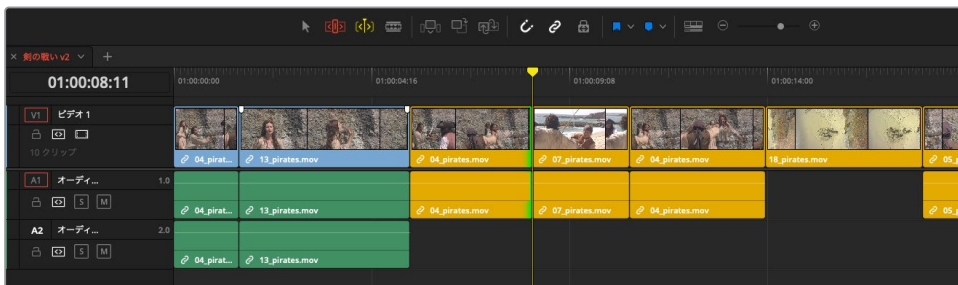 剣の戦い v2
01:00:08:11
01:00:00:00
01:00:04:16
01:00:09:08
01:00:14:00
V1 ビデオ 1
10 クリップ
04_pirat... 13_pirates.mov 04_pirates.mov 07_pirates.mov 04_pirates.mov 18_pirates.mov 05_
A1 オーディ... 1.0
S M
04_pirat... 13_pirates.mov 04_pirates.mov 07_pirates.mov 04_pirates.mov 05_
A2 オーディ... 2.0
S M
04_pirat... 13_pirates.mov